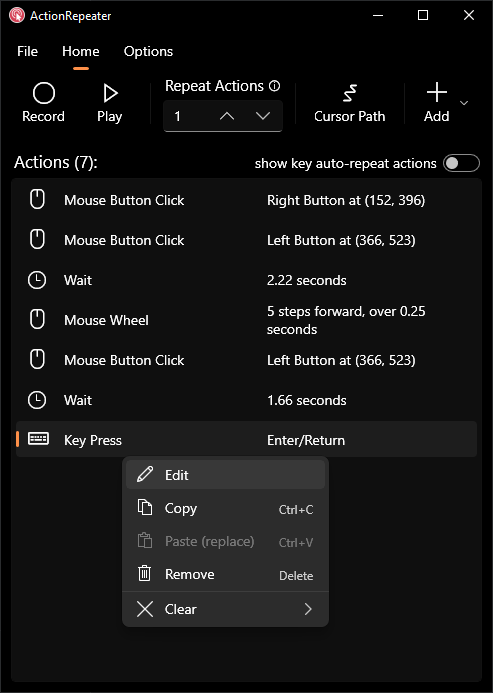 ActionRepeater
File Home Options
Repeat Actions
1
Record Play Cursor Path Add
Actions (7): show key auto-repeat actions
Mouse Button Click Right Button at (152, 396)
Mouse Button Click Left Button at (366, 523)
Wait 2.22 seconds
Mouse Wheel 5 steps forward, over 0.25
seconds
Mouse Button Click Left Button at (366, 523)
Wait 1.66 seconds
Key Press Enter/Return
Edit
Copy Ctrl+C
Paste (replace) Ctrl+V
Remove Delete
Clear